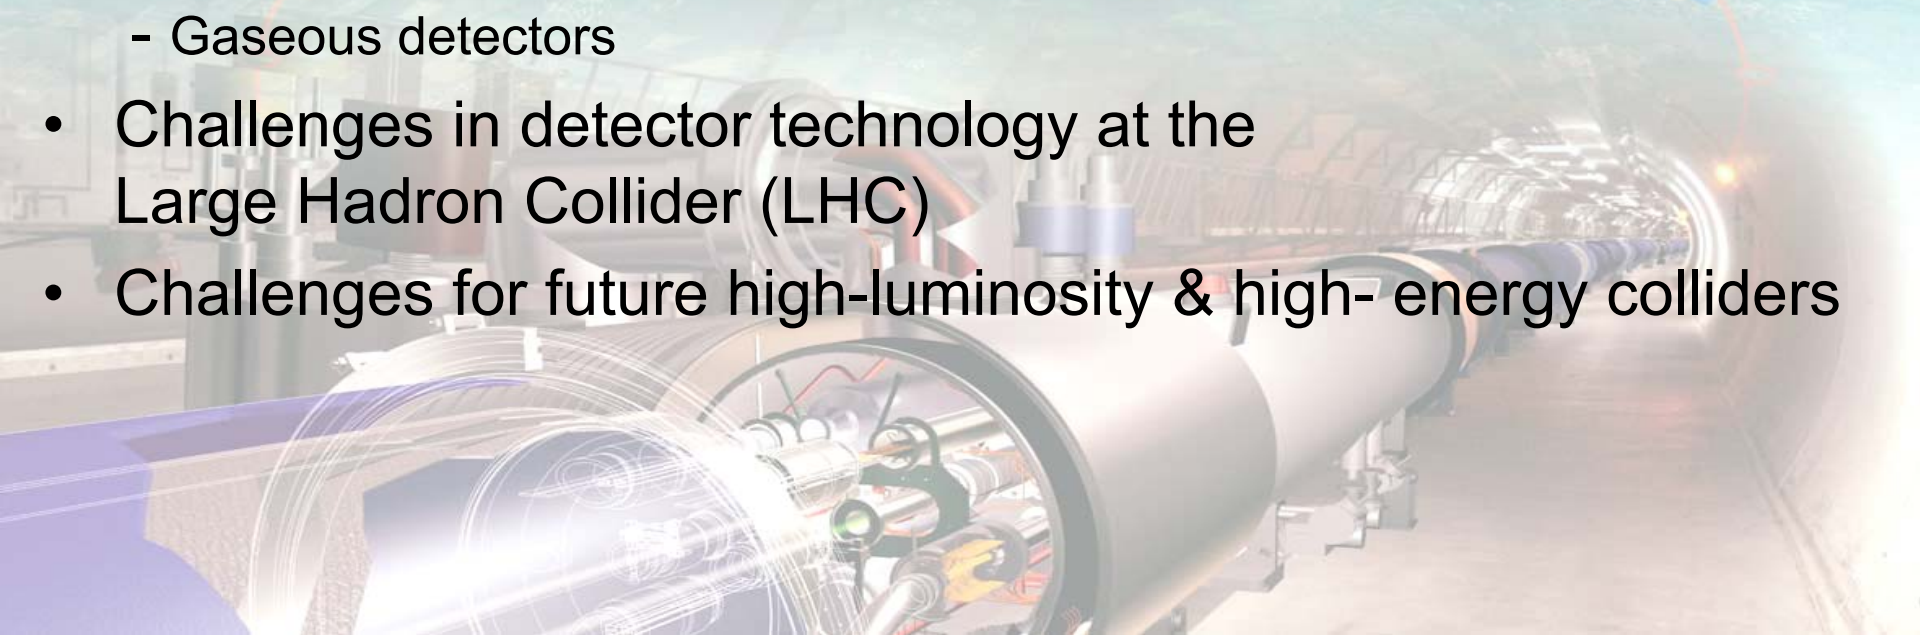 - Gaseous detectors
• Challenges in detector technology at the
Large Hadron Collider (LHC)
• Challenges for future high-luminosity & high- energy colliders